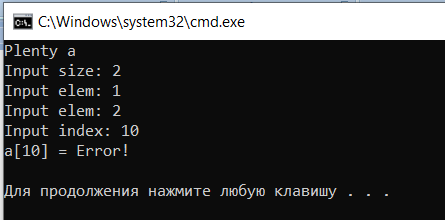 C:\Windows\system32\cmd.exe
Plenty a
Input size: 2
Input elem: 1
Input elem: 2
Input index: 10
a[10] = Error!
Для продолжения нажмите любую клавишу . . .